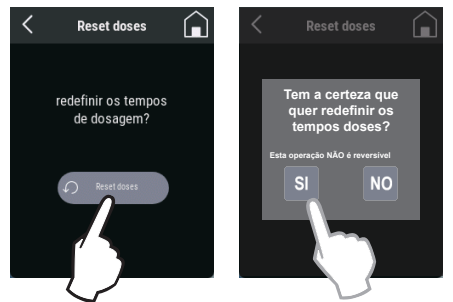 Reset doses
redefinir os tempos
de dosagem?
Reset doses
Reset doses
Tem a certeza que
quer redefinir os
tempos doses?
Esta operação NÃO é reversível
SI
NO